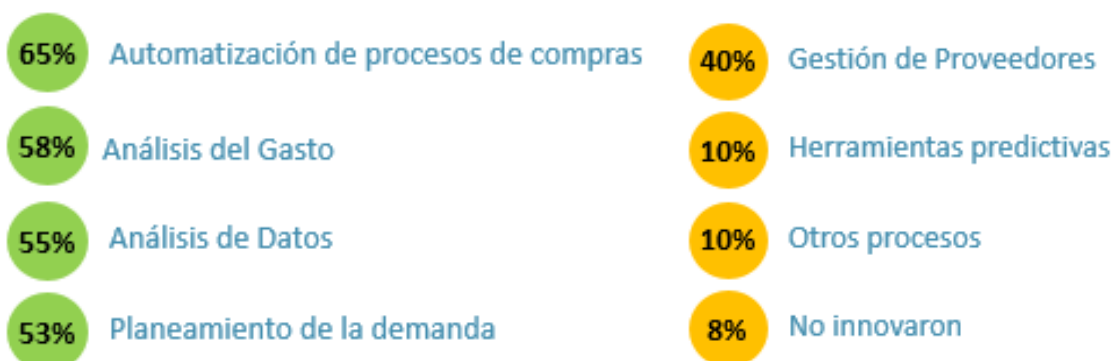 65% Automatización de procesos de compras
58% Análisis del Gasto
55% Análisis de Datos
53% Planeamiento de la demanda
40% Gestión de Proveedores
10% Herramientas predictivas
10% Otros procesos
8% No innovaron